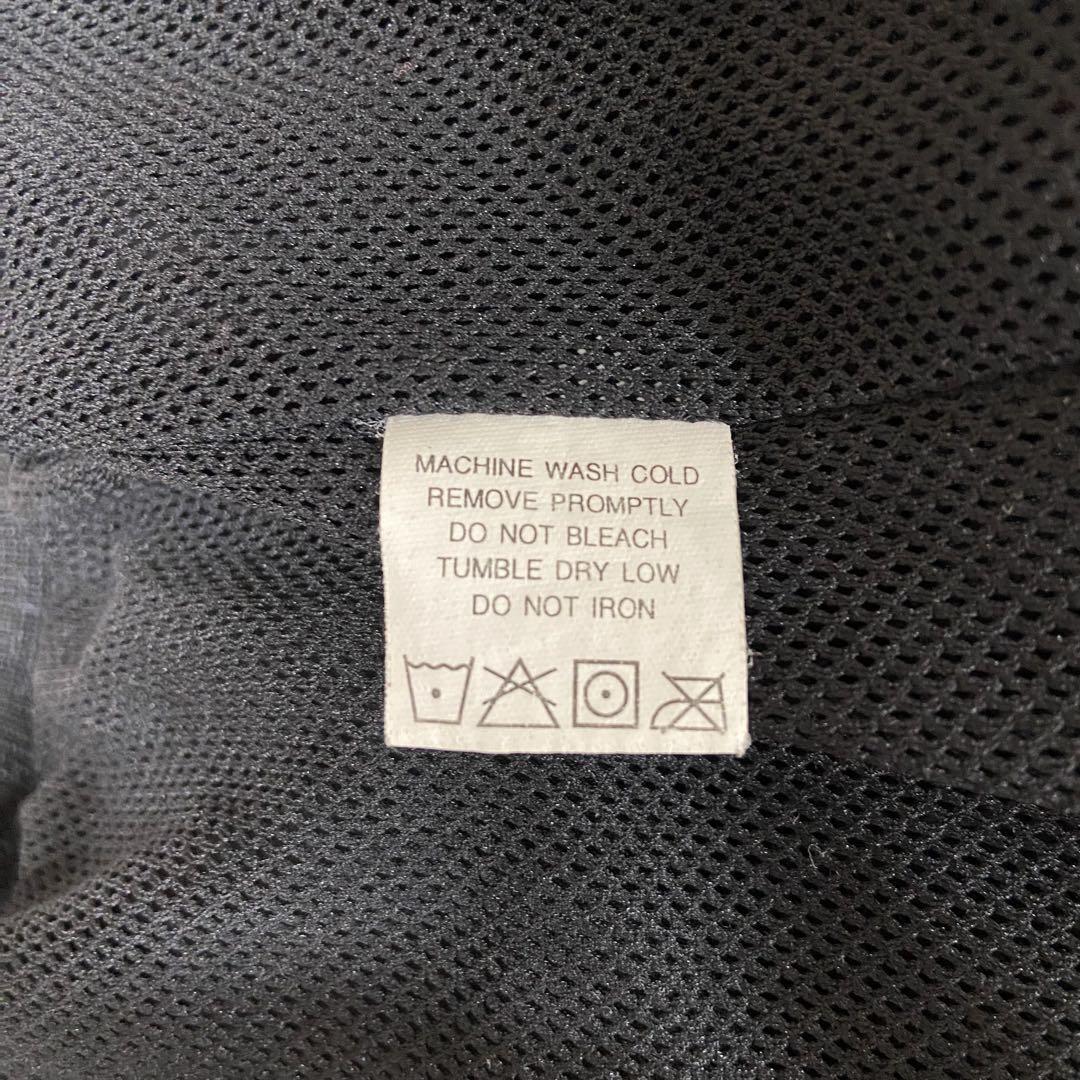 MACHINE WASH COLD
REMOVE PROMPTLY
DO NOT BLEACH
TUMBLE DRY LOW
DO NOT IRON